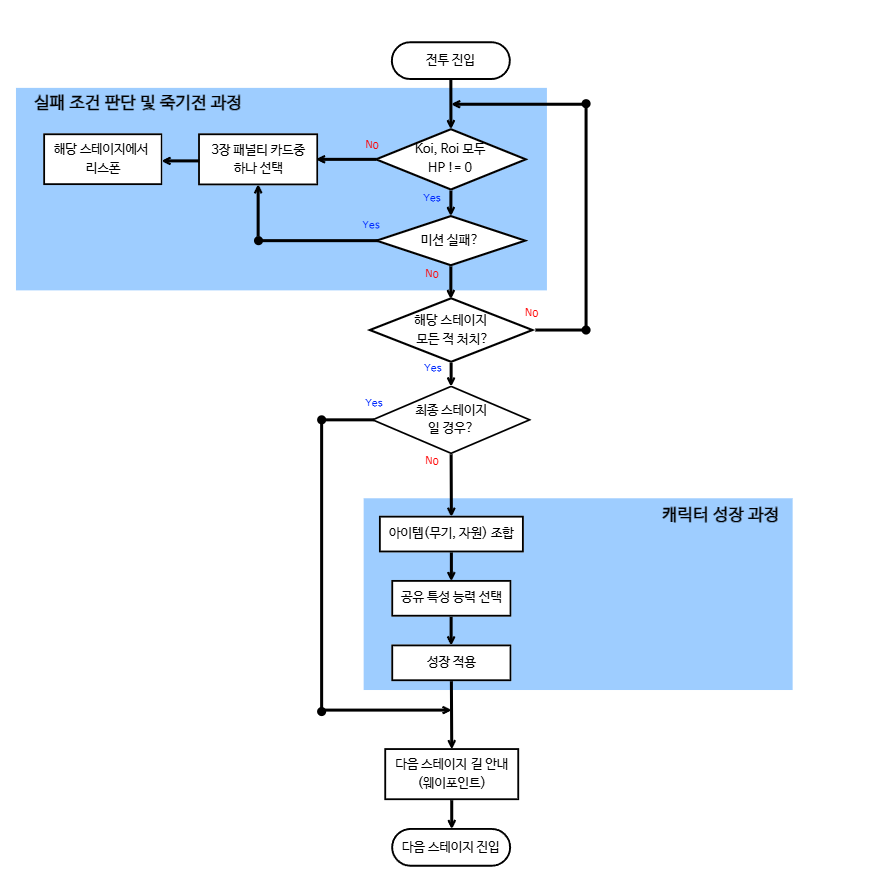 전투 진입
실패 조건 판단 및 죽기전 과정
해당 스테이지에서
리스폰
3장 패널티 카드중
하나 선택
No
Koi, Roi 모두
HP != 0
Yes
Yes
미션 실패?
No
해당 스테이지
모든 적 처치?
No
Yes
Yes
최종 스테이지
일 경우?
No
캐릭터 성장 과정
아이템(무기, 자원) 조합
공유 특성 능력 선택
성장 적용
다음 스테이지 길 안내
(웨이포인트)
다음 스테이지 진입